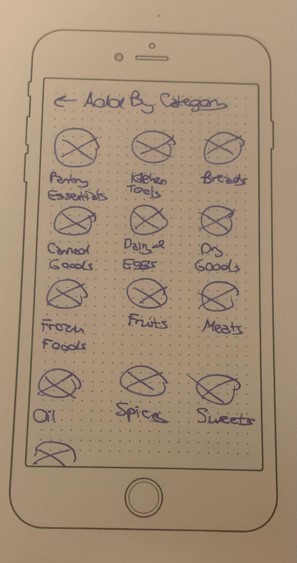 ← Add By Category
Pantry
Essentials
Kitchen
Tools
Breads
Canned
Goods
Dairy &
Eggs
Dry
Goods
Frozen
Foods
Fruits
Meats
Oil
Spices
Sweets